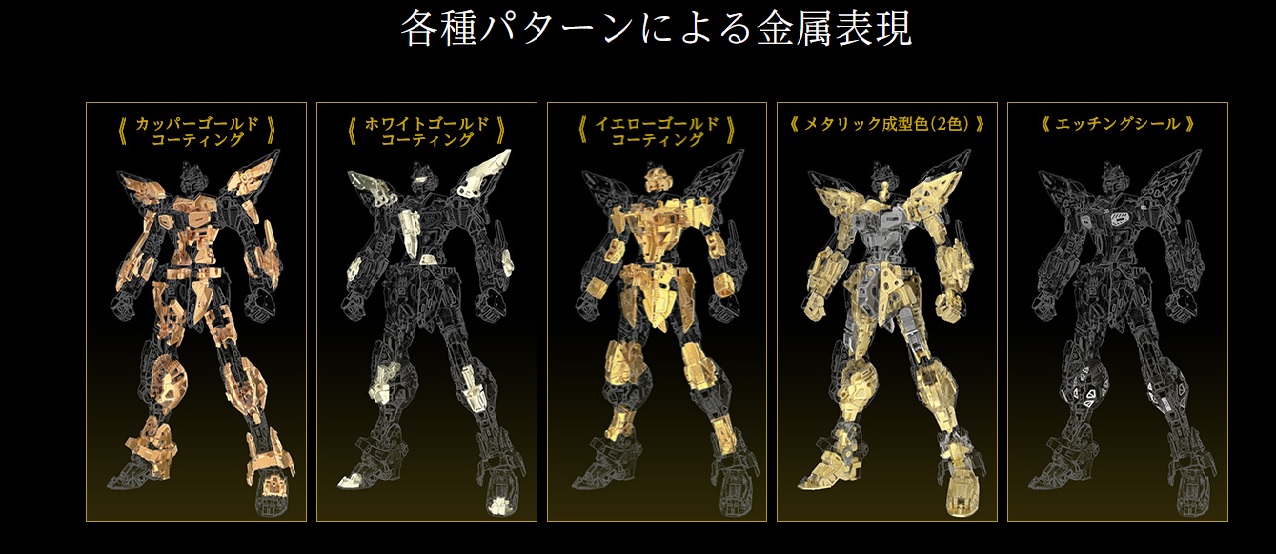 各種パターンによる金属表現
《カッパーゴールド
コーティング》
《ホワイトゴールド
コーティング》
《イエローゴールド
コーティング》
《メタリック成型色(2色)》
《エッチングシール》